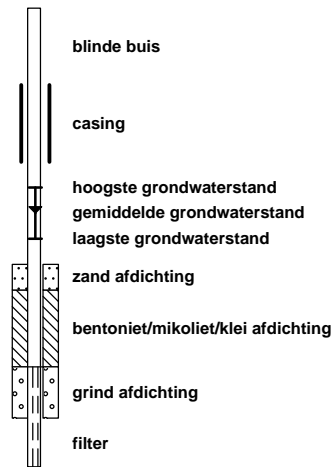 blinde buis
casing
hoogste grondwaterstand
gemiddelde grondwaterstand
laagste grondwaterstand
zand afdichting
bentoniet/mikoliet/klei afdichting
grind afdichting
filter